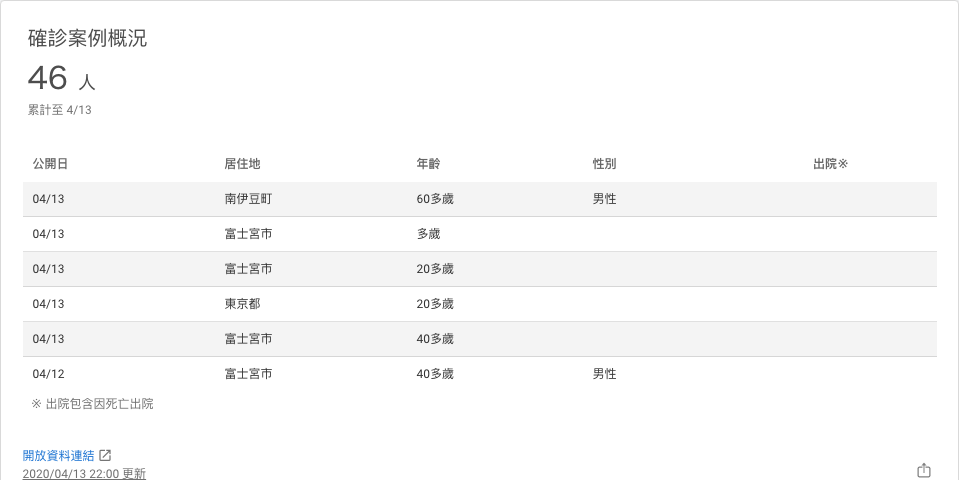 確診案例概況
46 人
累計至 4/13
公開日 居住地 年齡 性別 出院※
04/13 南伊豆町 60多歲 男性
04/13 富士宮市 多歲
04/13 富士宮市 20多歲
04/13 東京都 20多歲
04/13 富士宮市 40多歲
04/12 富士宮市 40多歲 男性
※ 出院包含因死亡出院
開放資料連結
2020/04/13 22:00 更新